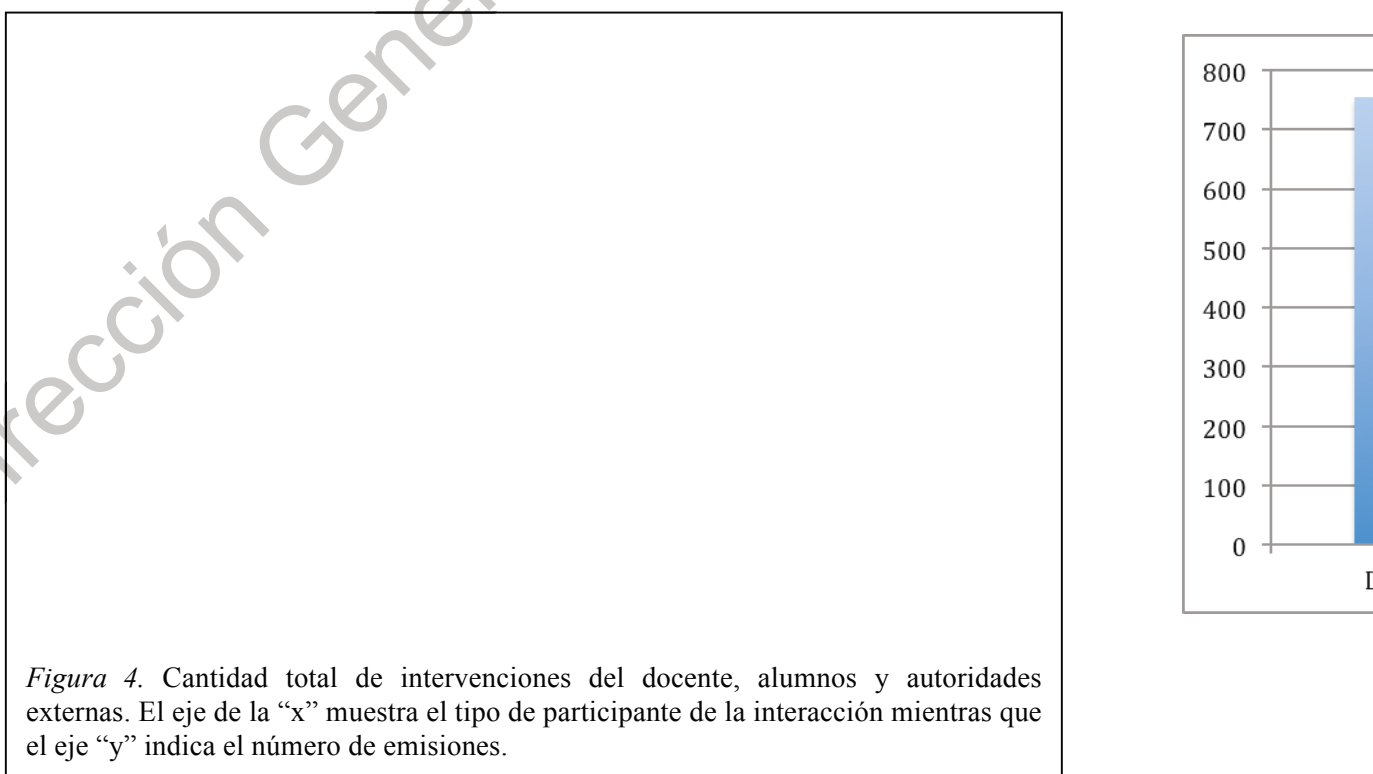 rección Gene
Figura 4. Cantidad total de intervenciones del docente, alumnos y autoridades
externas. El eje de la “x” muestra el tipo de participante de la interacción mientras que
el eje “y” indica el número de emisiones.
800
700
600
500
400
300
200
100
0